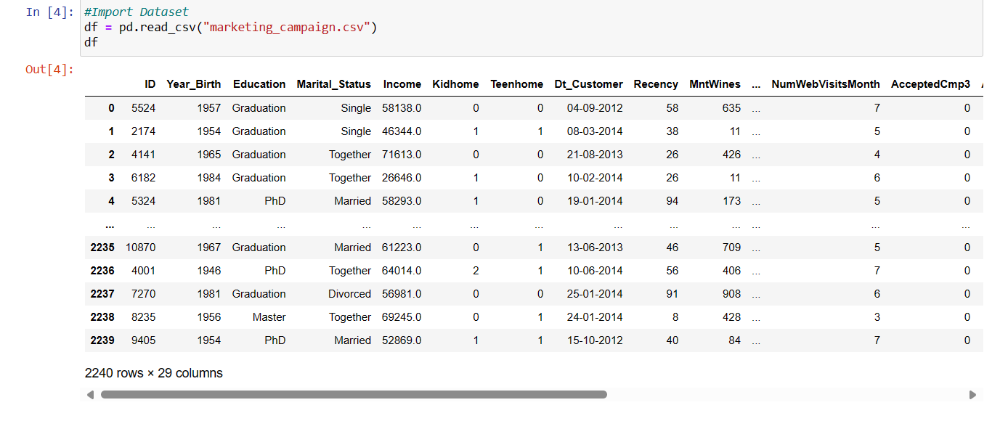 In [4]: #Import Dataset
df = pd.read_csv("marketing_campaign.csv")
df
Out[4]:
ID Year_Birth Education Marital_Status Income Kidhome Teenhome Dt_Customer Recency MntWines ... NumWebVisitsMonth AcceptedCmp3
0 5524 1957 Graduation Single 58138.0 0 0 04-09-2012 58 635 ... 7 0
1 2174 1954 Graduation Single 46344.0 1 1 08-03-2014 38 11 ... 5 0
2 4141 1965 Graduation Together 71613.0 0 0 21-08-2013 26 426 ... 4 0
3 6182 1984 Graduation Together 26646.0 1 0 10-02-2014 26 11 ... 6 0
4 5324 1981 PhD Married 58293.0 1 0 19-01-2014 94 173 ... 5 0
... ... ... ... ... ... ... ... ... ... ... ... ... ...
2235 10870 1967 Graduation Married 61223.0 0 1 13-06-2013 46 709 ... 5 0
2236 4001 1946 PhD Together 64014.0 2 1 10-06-2014 56 406 ... 7 0
2237 7270 1981 Graduation Divorced 56981.0 0 0 25-01-2014 91 908 ... 6 0
2238 8235 1956 Master Together 69245.0 0 1 24-01-2014 8 428 ... 3 0
2239 9405 1954 PhD Married 52869.0 1 1 15-10-2012 40 84 ... 7 0
2240 rows × 29 columns